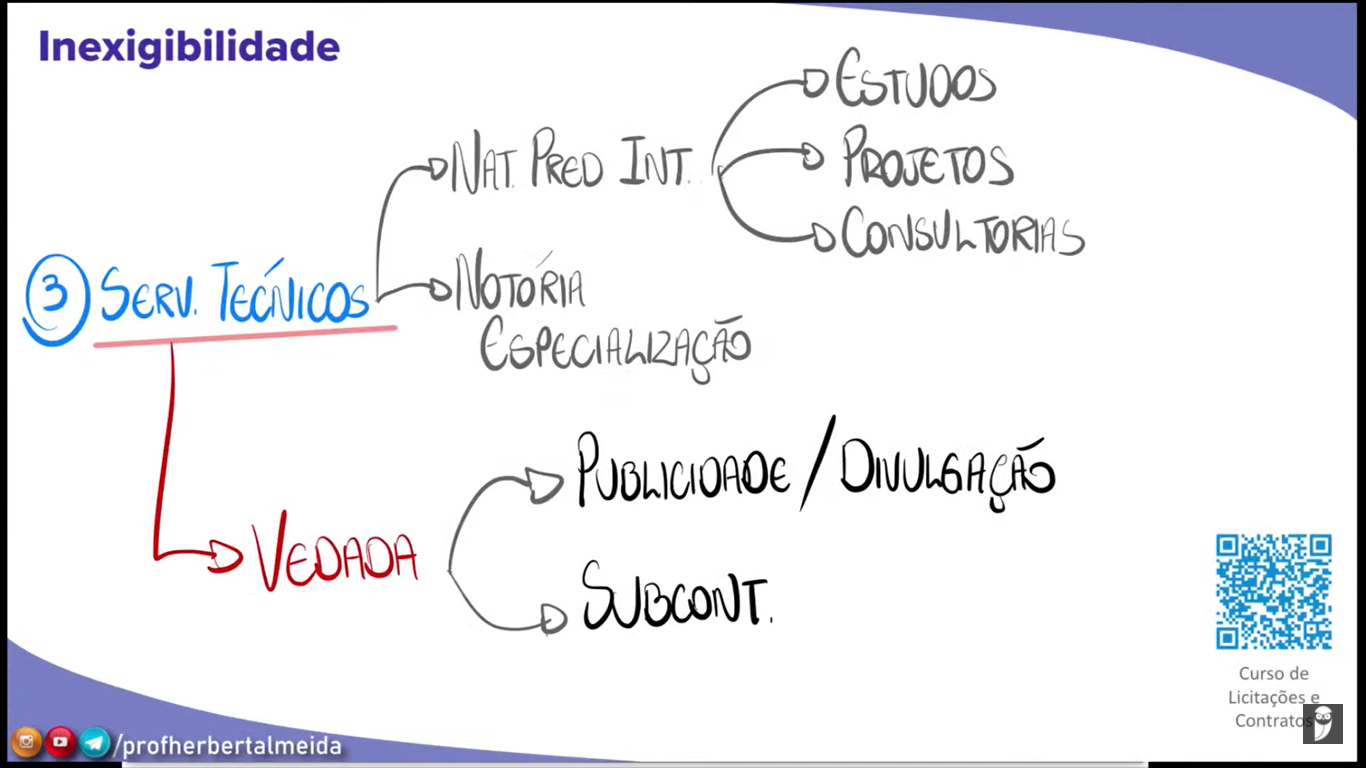 Inexigibilidade
ESTUDOS
NAT. PRED INT.
PROJETOS
CONSULTORIAS
3 SERV. TECÍNICOS
NOTÓRIA
ESPECIALIZAÇÃO
PUBLICIDADE / DIVULGAÇÃO
VEDADA
SUBCONT.
Curso de
Licitações e
Contratos
/profherbertalmeida